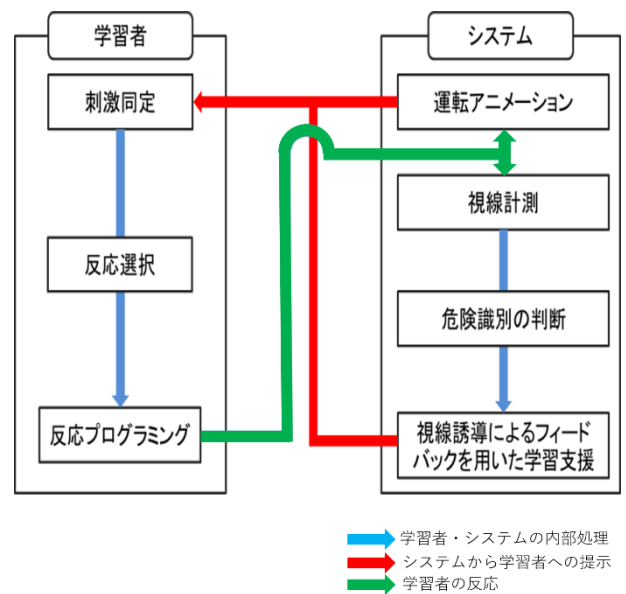 学習者
刺激同定
反応選択
反応プログラミング
システム
運転アニメーション
視線計測
危険識別の判断
視線誘導によるフィード
バックを用いた学習支援
学習者・システムの内部処理
システムから学習者への提示
学習者の反応